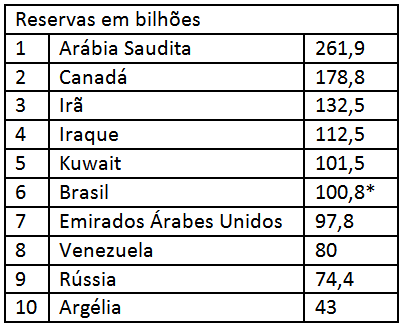 Reservas em bilhões
1 Arábia Saudita 261,9
2 Canadá 178,8
3 Irã 132,5
4 Iraque 112,5
5 Kuwait 101,5
6 Brasil 100,8*
7 Emirados Árabes Unidos 97,8
8 Venezuela 80
9 Rússia 74,4
10 Argélia 43